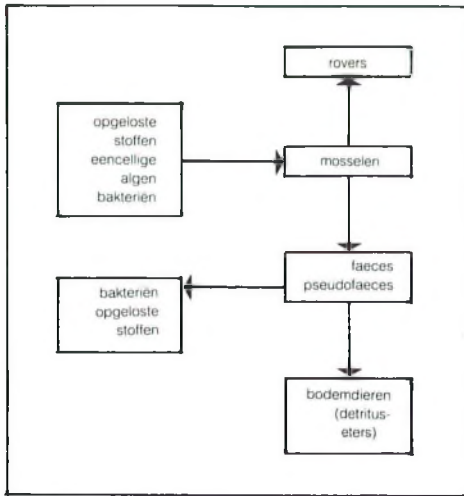 rovers
opgeloste
stoffen
eencellige
algen
bakteriën
mosselen
faeces
pseudofaeces
bakteriën
opgeloste
stoffen
bodemdieren
(detritus-
eters)